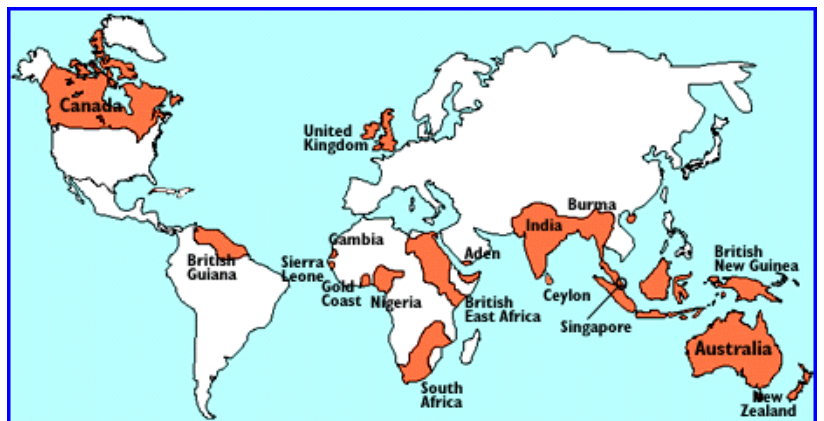 Canada
United
Kingdom
Burma
India
Gambia
Aden
British
New Guinea
British
Guiana
Sierra
Leone
Gold
Coast
Nigeria
British
East Africa
Ceylon
Singapore
Australia
South
Africa
New
Zealand